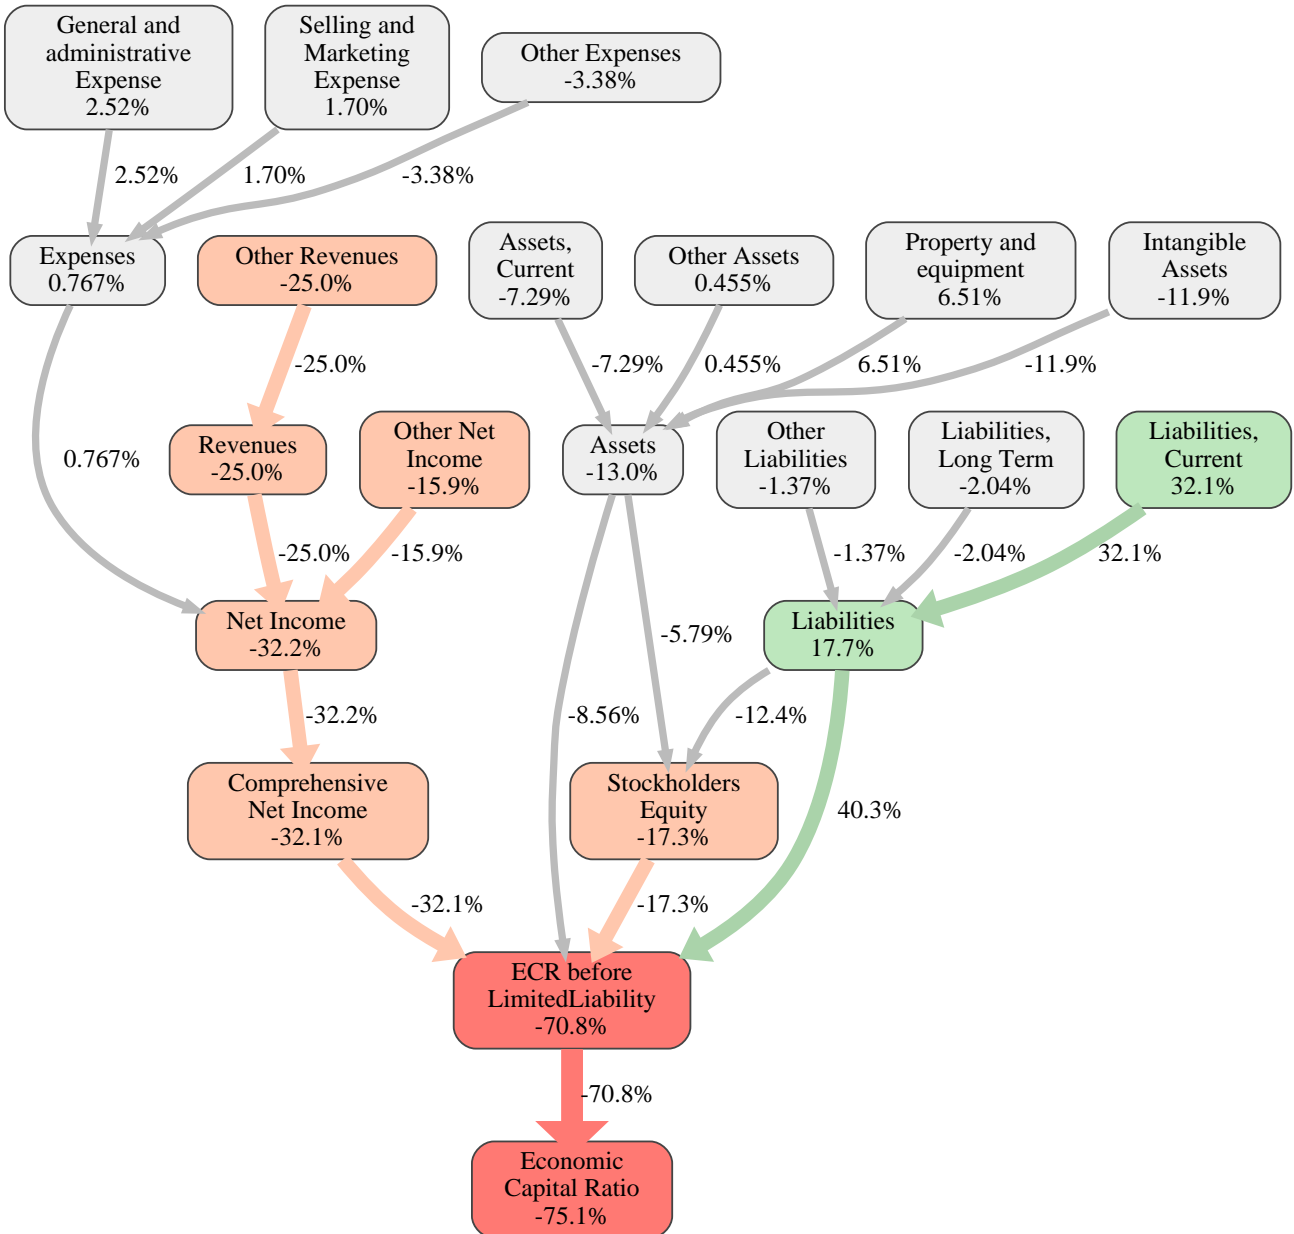 General and
administrative
Expense
2.52%
Selling and
Marketing
Expense
1.70%
Other Expenses
-3.38%
2.52%
1.70%
-3.38%
Expenses
0.767%
Other Revenues
-25.0%
Assets,
Current
-7.29%
Other Assets
0.455%
Property and
equipment
6.51%
Intangible
Assets
-11.9%
-25.0%
-7.29%
0.455%
6.51%
-11.9%
0.767%
Revenues
-25.0%
Other Net
Income
-15.9%
Assets
-13.0%
Other
Liabilities
-1.37%
Liabilities,
Long Term
-2.04%
Liabilities,
Current
32.1%
-25.0%
-15.9%
-1.37%
-2.04%
32.1%
Net Income
-32.2%
-5.79%
Liabilities
17.7%
-32.2%
-8.56%
-12.4%
Comprehensive
Net Income
-32.1%
Stockholders
Equity
-17.3%
40.3%
-32.1%
-17.3%
ECR before
LimitedLiability
-70.8%
-70.8%
Economic
Capital Ratio
-75.1%